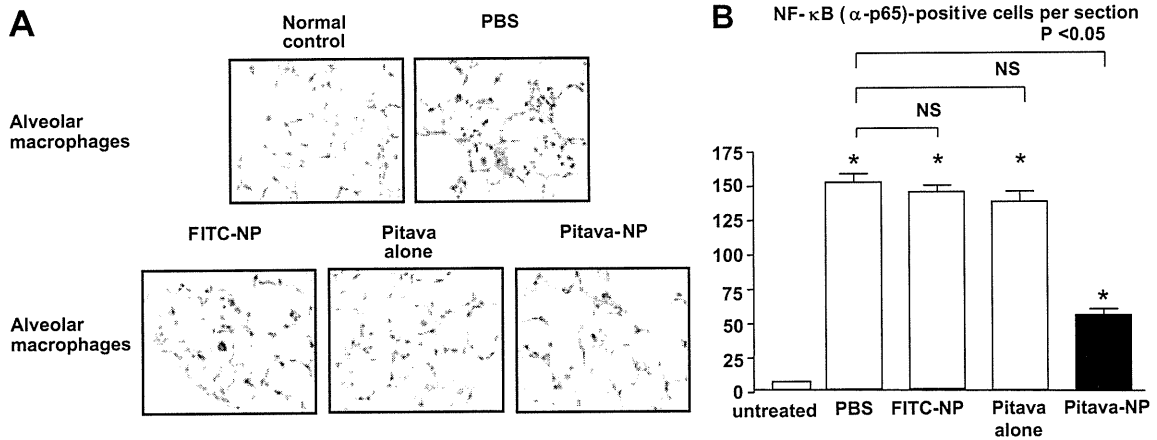 A
Normal
control
PBS
Alveolar
macrophages
FITC-NP
Pitava
alone
Pitava-NP
Alveolar
macrophages
B
NF-κB (α-p65)-positive cells per section
P <0.05
NS
NS
175
150
125
100
75
50
25
0
* * * *
untreated PBS FITC-NP Pitava alone Pitava-NP